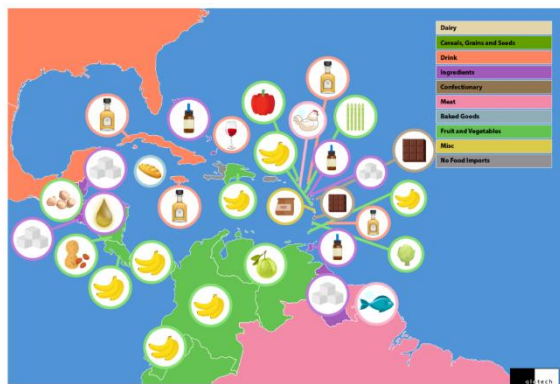 Dairy
Cereals, Grains and Seeds
Drink
Ingredients
Confectionary
Meat
Baked Goods
Fruit and Vegetables
Misc
No Food Imports